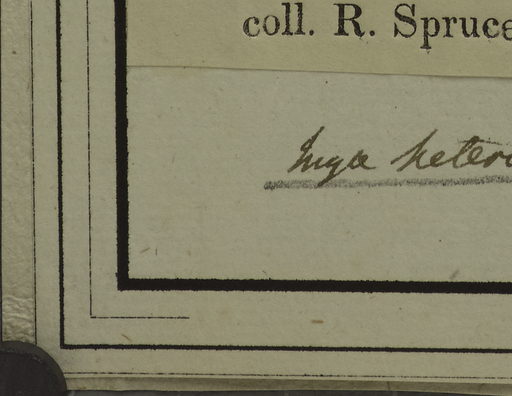 coll. R. Spruce
Inga hetero